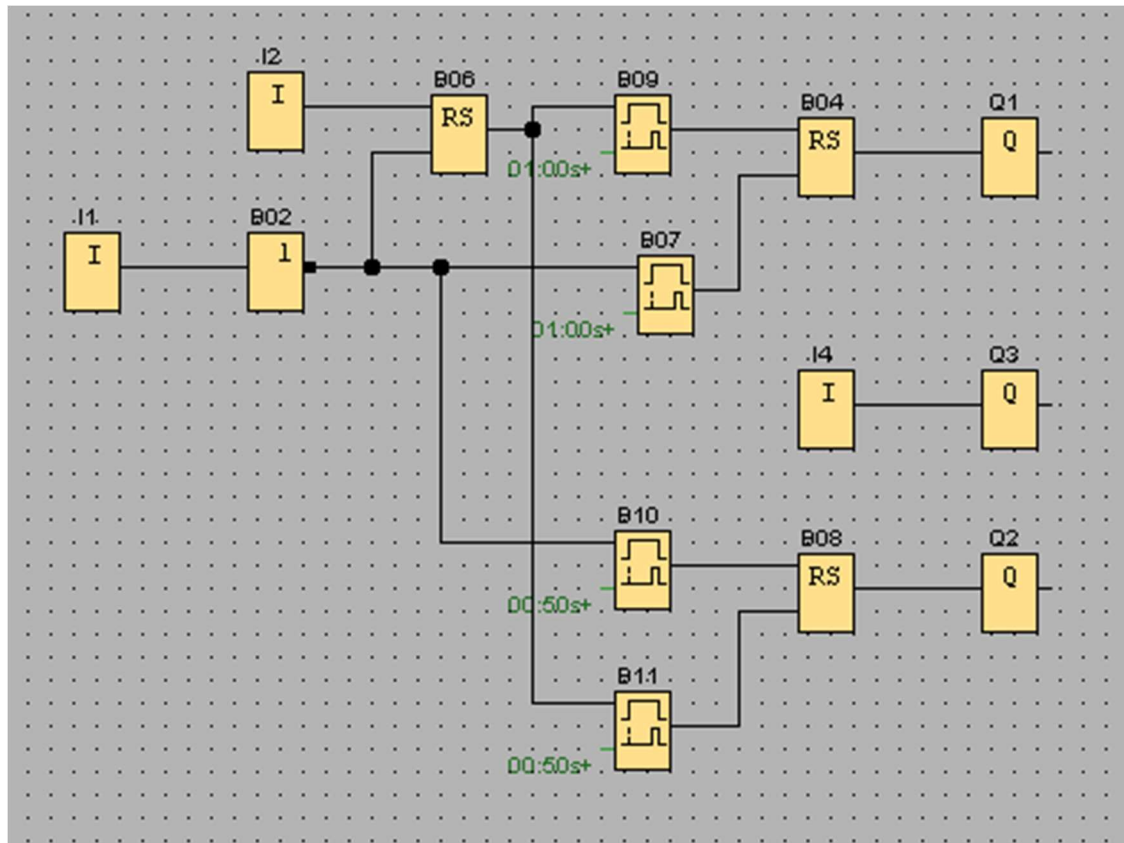 I2
I
B06
RS
B09
01:00s+
B04
RS
Q1
Q
I1
I
B02
1
B07
01:00s+
I4
I
Q3
Q
B10
00:50s+
B08
RS
Q2
Q
B11
00:50s+